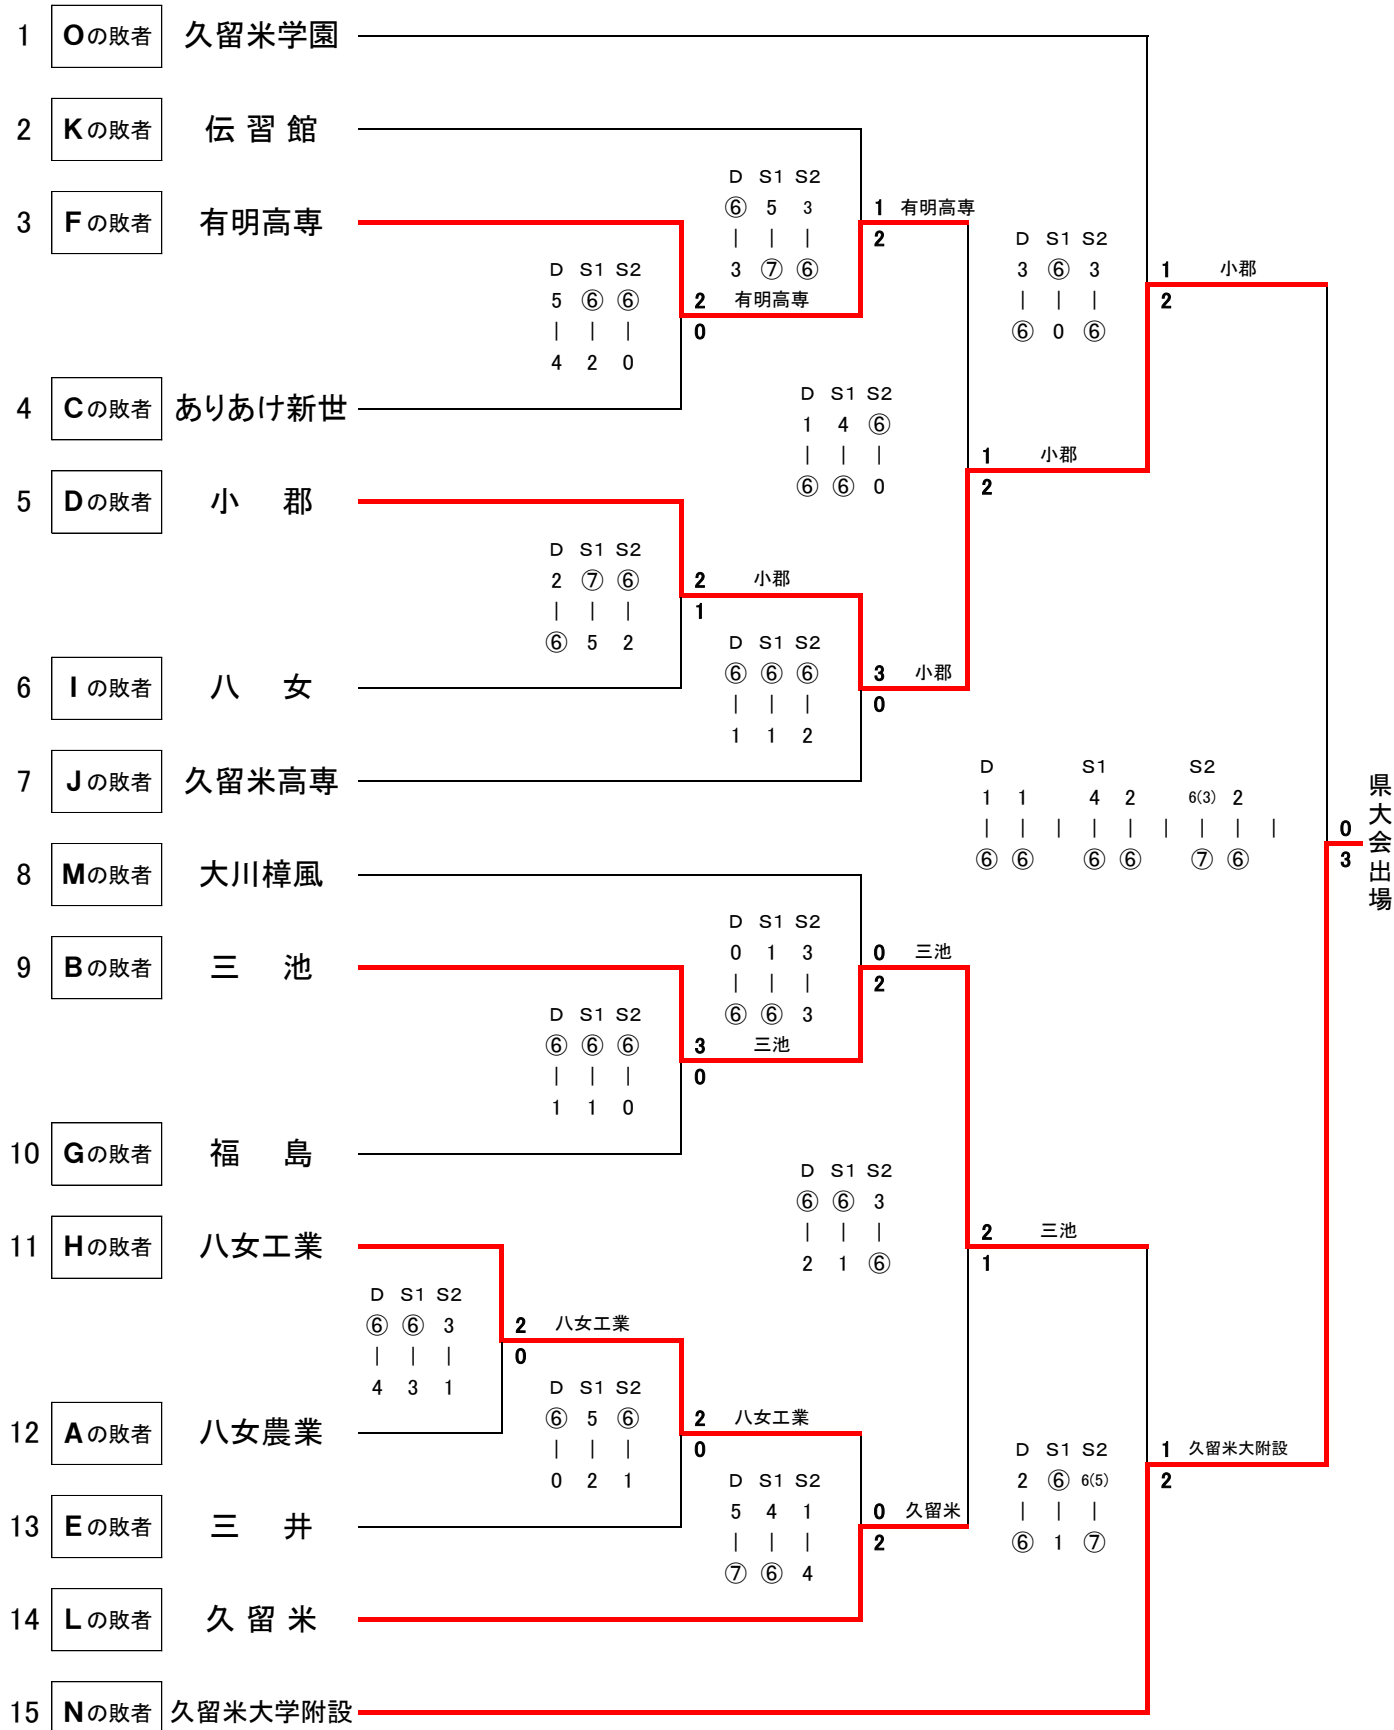 1 Oの敗者 久留米学園
2 Kの敗者 伝習館
D S1 S2
⑥ 5 3
| | |
3 ⑦ ⑥
1 有明高専
2
3 Fの敗者 有明高専
D S1 S2
5 ⑥ ⑥
| | |
4 2 0
2 有明高専
0
D S1 S2
3 ⑥ 3
| | |
⑥ 0 ⑥
1 小郡
2
4 Cの敗者 ありあけ新世
D S1 S2
1 4 ⑥
| | |
⑥ ⑥ 0
1 小郡
2
5 Dの敗者 小郡
D S1 S2
2 ⑦ ⑥
| | |
⑥ 5 2
2 小郡
1
D S1 S2
⑥ ⑥ ⑥
| | |
1 1 2
3 小郡
0
6 Iの敗者 八女
7 Jの敗者 久留米高専
D S1 S2
1 1 4 2 6(3) 2
| | | | | | | | |
⑥ ⑥ ⑥ ⑥ ⑦ ⑥
0
3
県大会出場
8 Mの敗者 大川樟風
D S1 S2
0 1 3
| | |
⑥ ⑥ 3
0 三池
2
9 Bの敗者 三池
D S1 S2
⑥ ⑥ ⑥
| | |
1 1 0
3 三池
0
10 Gの敗者 福島
D S1 S2
⑥ ⑥ 3
| | |
2 1 ⑥
2 三池
1
11 Hの敗者 八女工業
D S1 S2
⑥ ⑥ 3
| | |
4 3 1
2 八女工業
0
12 Aの敗者 八女農業
D S1 S2
⑥ 5 ⑥
| | |
0 2 1
2 八女工業
0
D S1 S2
5 4 1
| | |
⑦ ⑥ 4
0 久留米
2
D S1 S2
2 ⑥ 6(5)
| | |
⑥ 1 ⑦
1 久留米大附設
2
13 Eの敗者 三井
14 Lの敗者 久留米
15 Nの敗者 久留米大学附設